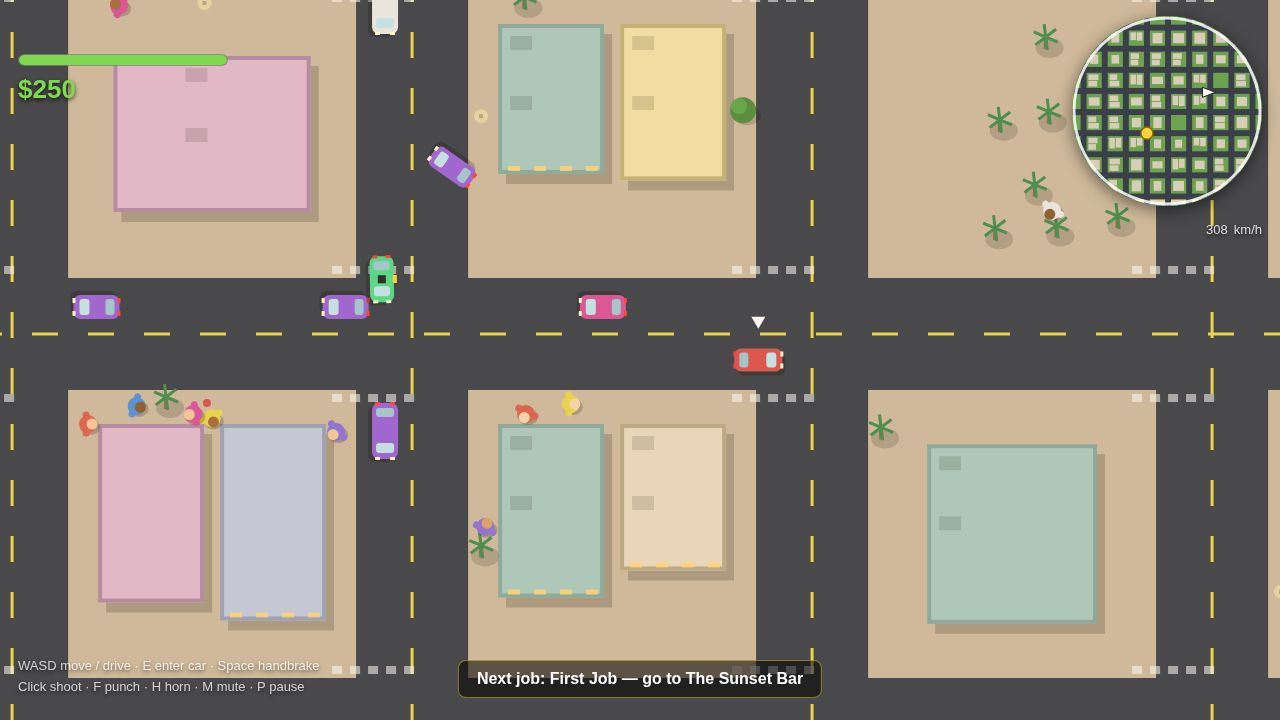 $250
308 km/h
WASD move / drive · E enter car · Space handbrake
Click shoot · F punch · H horn · M mute · P pause
Next job: First Job — go to The Sunset Bar